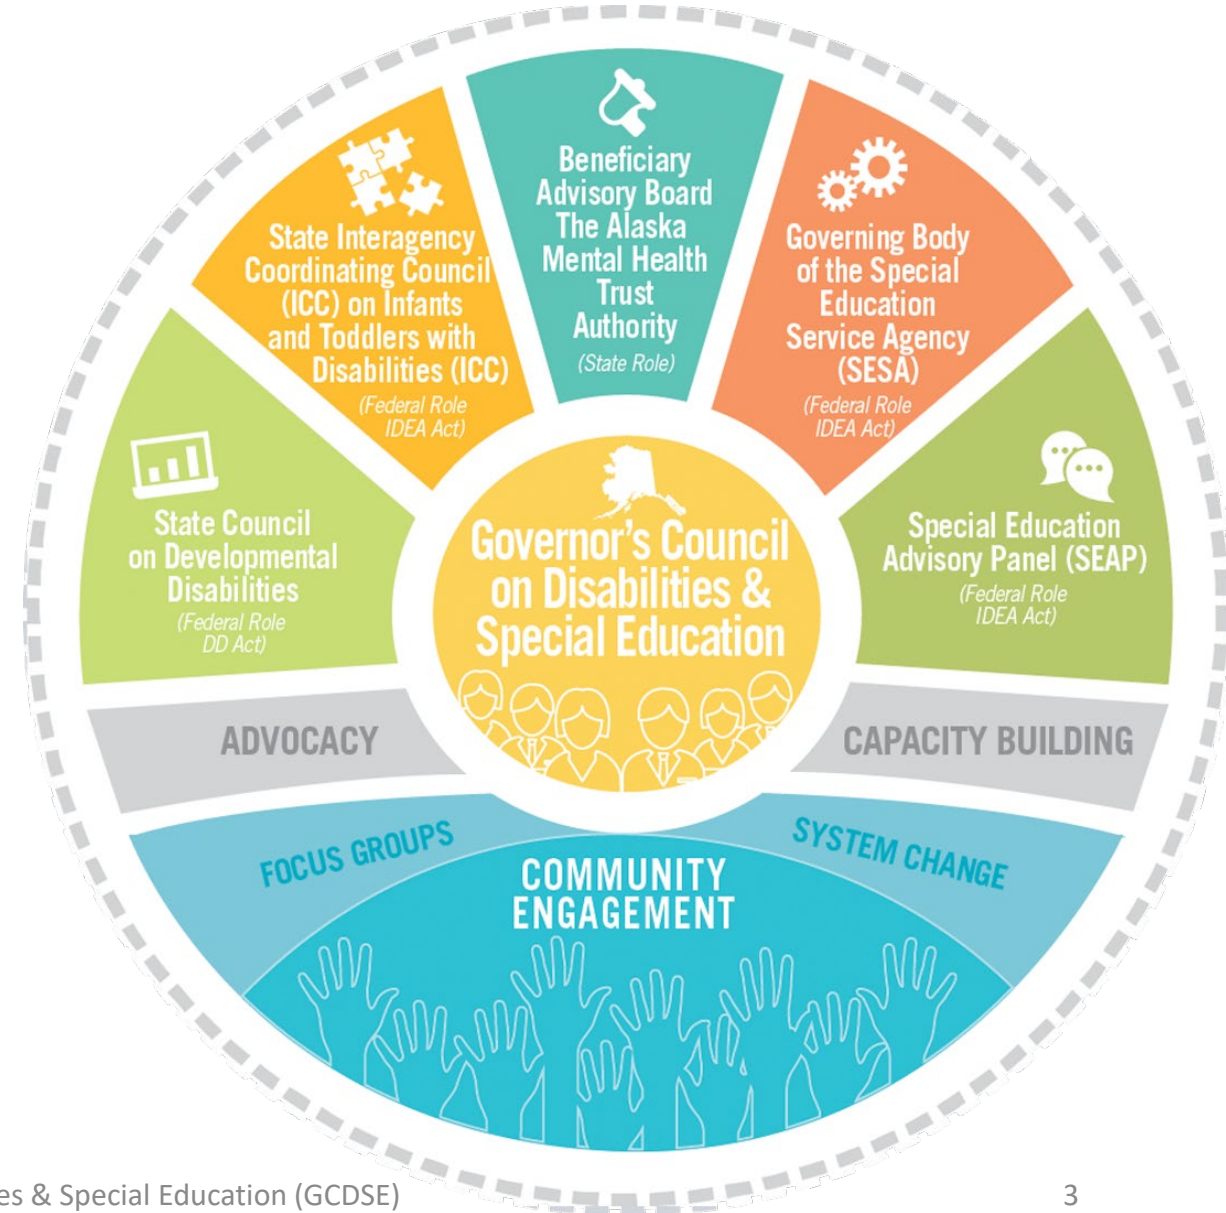 Beneficiary
Advisory Board
The Alaska
Mental Health
Trust
Authority
(State Role)
State Interagency
Coordinating Council
(ICC) on Infants
and Toddlers with
Disabilities (ICC)
(Federal Role
IDEA Act)
Governing Body
of the Special
Education
Service Agency
(SESA)
(Federal Role
IDEA Act)
State Council
on Developmental
Disabilities
(Federal Role
DD Act)
Governor's Council
on Disabilities &
Special Education
Special Education
Advisory Panel (SEAP)
(Federal Role
IDEA Act)
ADVOCACY
CAPACITY BUILDING
FOCUS GROUPS
SYSTEM CHANGE
COMMUNITY
ENGAGEMENT
es & Special Education (GCDSE)
3